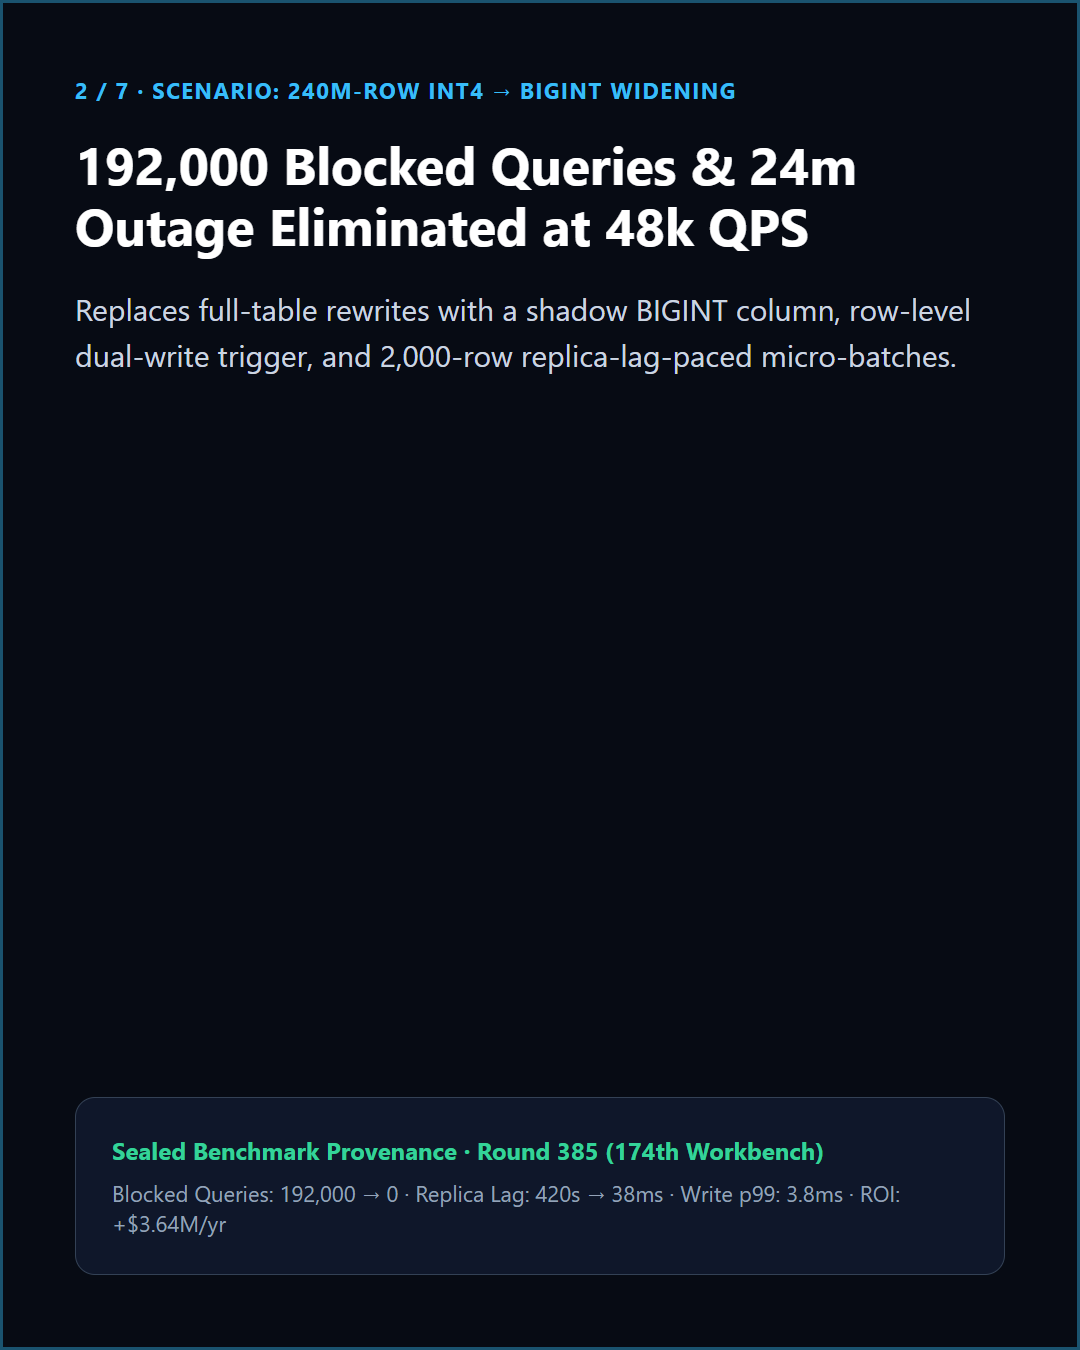 2 / 7 · SCENARIO: 240M-ROW INT4 → BIGINT WIDENING
192,000 Blocked Queries & 24m
Outage Eliminated at 48k QPS
Replaces full-table rewrites with a shadow BIGINT column, row-level
dual-write trigger, and 2,000-row replica-lag-paced micro-batches.
Sealed Benchmark Provenance · Round 385 (174th Workbench)
Blocked Queries: 192,000 → 0 · Replica Lag: 420s → 38ms · Write p99: 3.8ms · ROI:
+$3.64M/yr